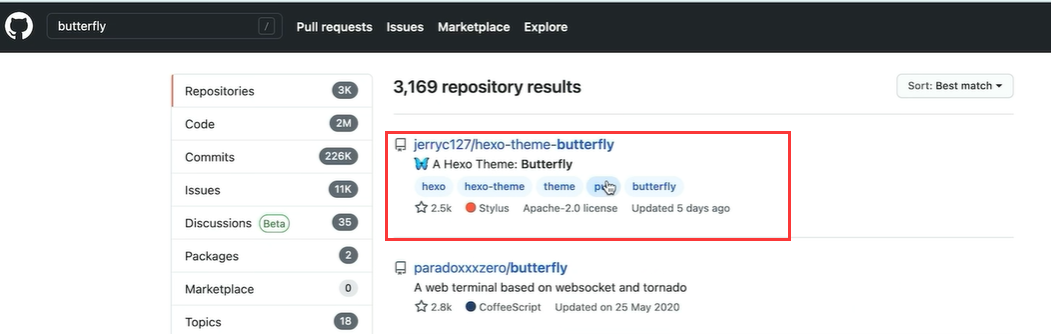 butterfly / Pull requests Issues Marketplace Explore
Repositories 3K
Code 2M
Commits 226K
Issues 11K
Discussions Beta 35
Packages 2
Marketplace 0
Topics 18
3,169 repository results Sort: Best match
jerryc127/hexo-theme-butterfly
A Hexo Theme: Butterfly
hexo hexo-theme theme butterfly
2.5k Stylus Apache-2.0 license Updated 5 days ago
paradoxxxzero/butterfly
A web terminal based on websocket and tornado
2.8k CoffeeScript Updated on 25 May 2020